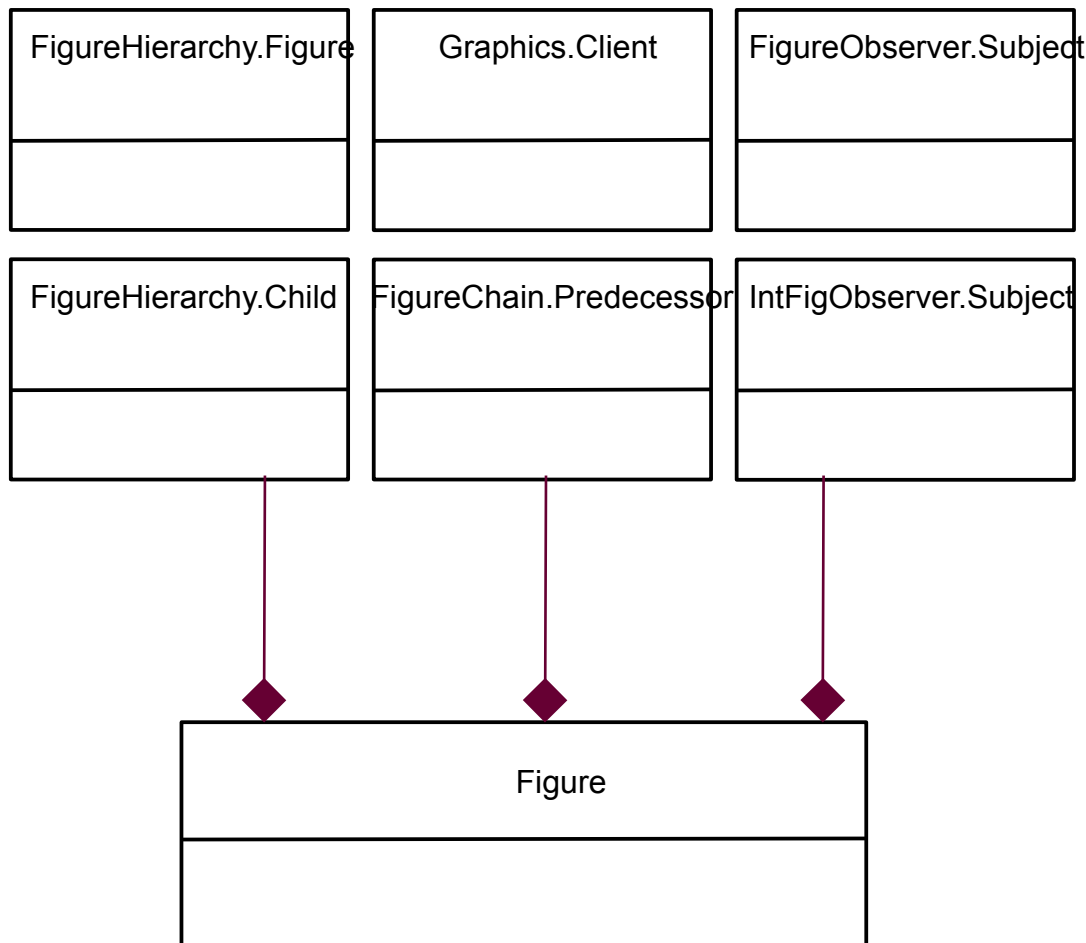 FigureHierarchy.Figure
Graphics.Client
FigureObserver.Subject
FigureHierarchy.Child
FigureChain.Predecessor
IntFigObserver.Subject
Figure